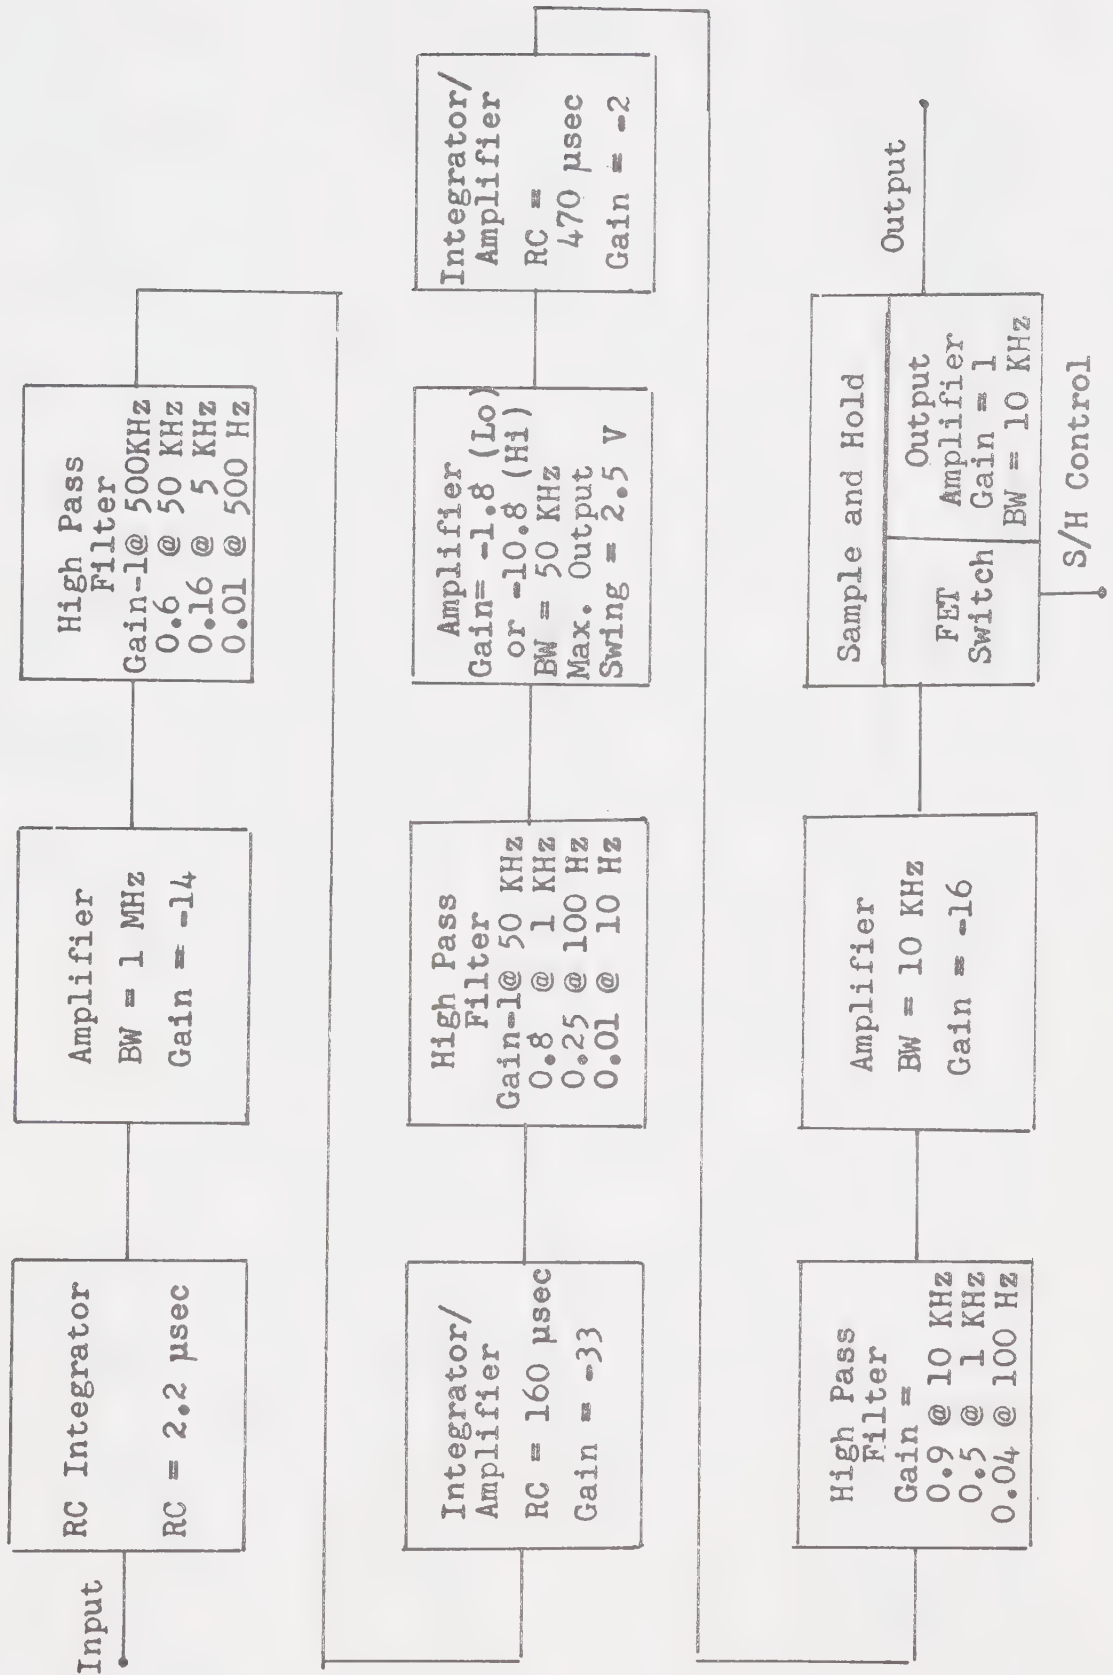 Input
RC Integrator
RC = 2.2 μsec
Amplifier
BW = 1 MHz
Gain = -14
High Pass
Filter
Gain-1@ 500KHz
0.6 @ 50 KHz
0.16 @ 5 KHz
0.01 @ 500 Hz
Integrator/
Amplifier
RC = 160 μsec
Gain = -33
High Pass
Filter
Gain-1@ 50 KHz
0.8 @ 1 KHz
0.25 @ 100 Hz
0.01 @ 10 Hz
Amplifier
Gain= -1.8 (Lo)
or -10.8 (Hi)
BW = 50 KHz
Max. Output
Swing = 2.5 V
Integrator/
Amplifier
RC =
470 μsec
Gain = -2
High Pass
Filter
Gain =
0.9 @ 10 KHz
0.5 @ 1 KHz
0.04 @ 100 Hz
Amplifier
BW = 10 KHz
Gain = -16
Sample and Hold
FET
Switch
Output
Amplifier
Gain = 1
BW = 10 KHz
Output
S/H Control